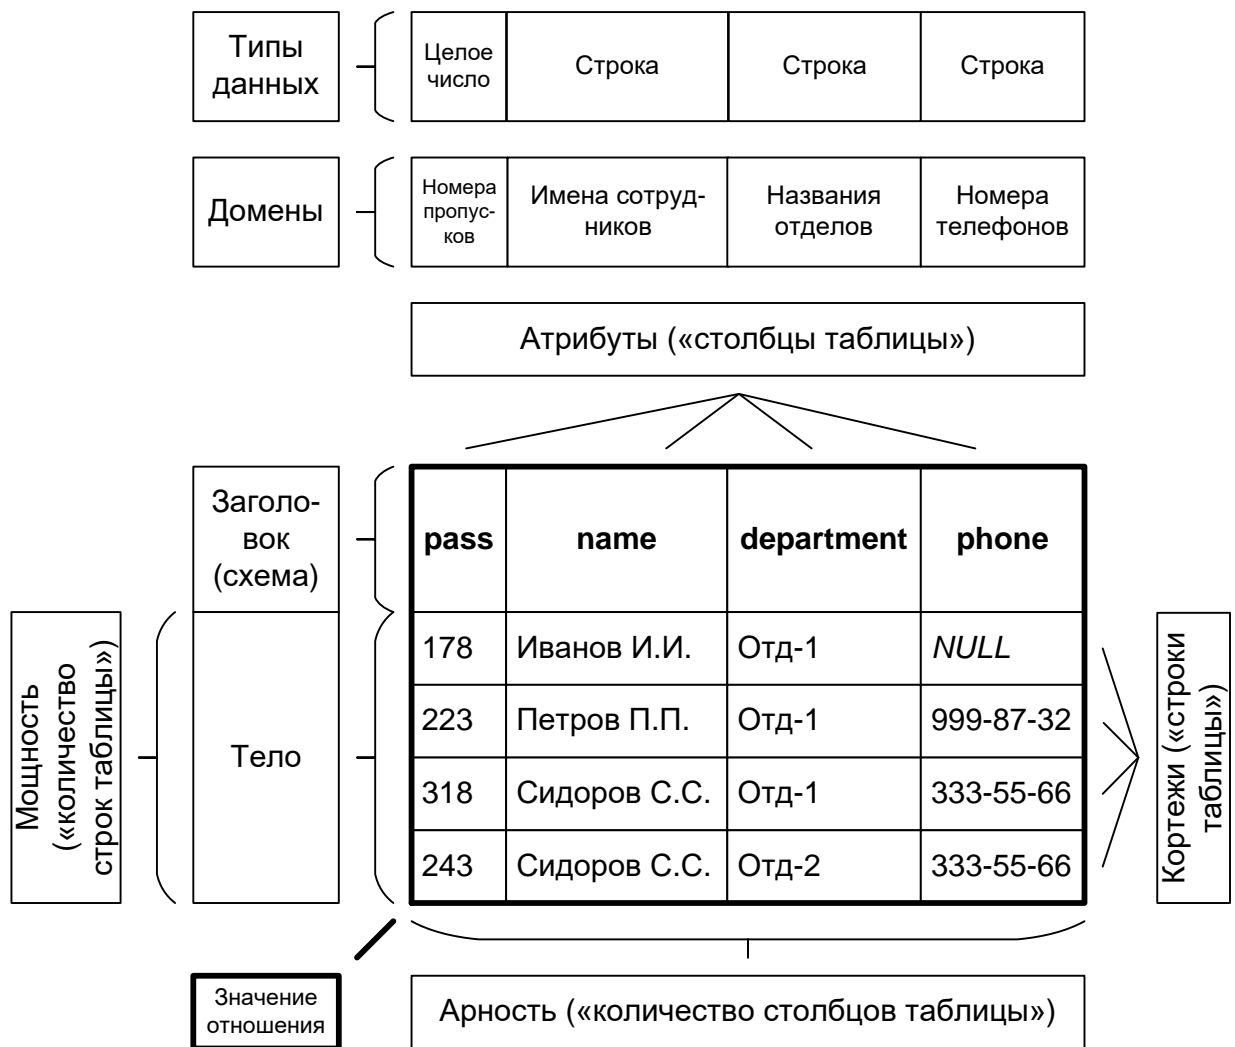 Типы
данных
Целое
число
Строка
Строка
Строка
Домены
Номера
пропус-
ков
Имена сотруд-
ников
Названия
отделов
Номера
телефонов
Атрибуты («столбцы таблицы»)
Заголо-
вок
(схема)
pass name department phone
Мощность
(«количество
строк таблицы»)
Тело
178 Иванов И.И. Отд-1 NULL
223 Петров П.П. Отд-1 999-87-32
318 Сидоров С.С. Отд-1 333-55-66
243 Сидоров С.С. Отд-2 333-55-66
Кортежи («строки
таблицы»)
Значение
отношения
Арность («количество столбцов таблицы»)